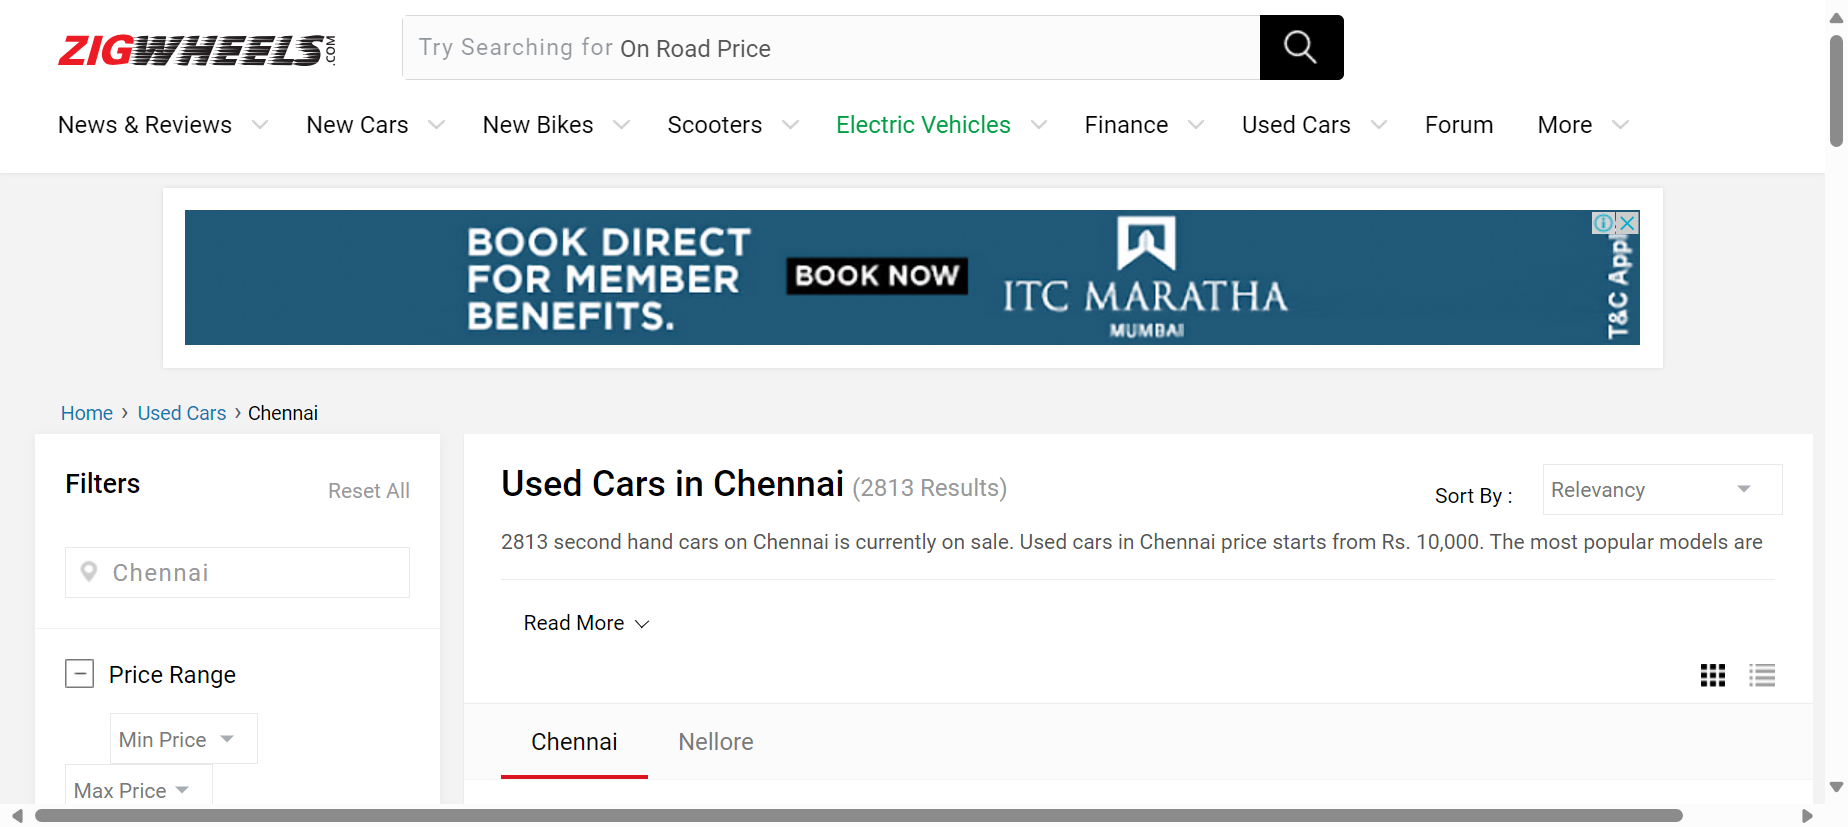 ZIGWHEELS.COM
Try Searching for On Road Price
News & Reviews New Cars New Bikes Scooters Electric Vehicles Finance Used Cars Forum More
BOOK DIRECT
FOR MEMBER
BENEFITS.
BOOK NOW
ITC MARATHA
MUMBAI
T&C Appl
Home › Used Cars › Chennai
Filters
Reset All
Chennai
Price Range
Min Price
Max Price
Used Cars in Chennai (2813 Results)
Sort By :
Relevancy
2813 second hand cars on Chennai is currently on sale. Used cars in Chennai price starts from Rs. 10,000. The most popular models are
Read More
Chennai Nellore